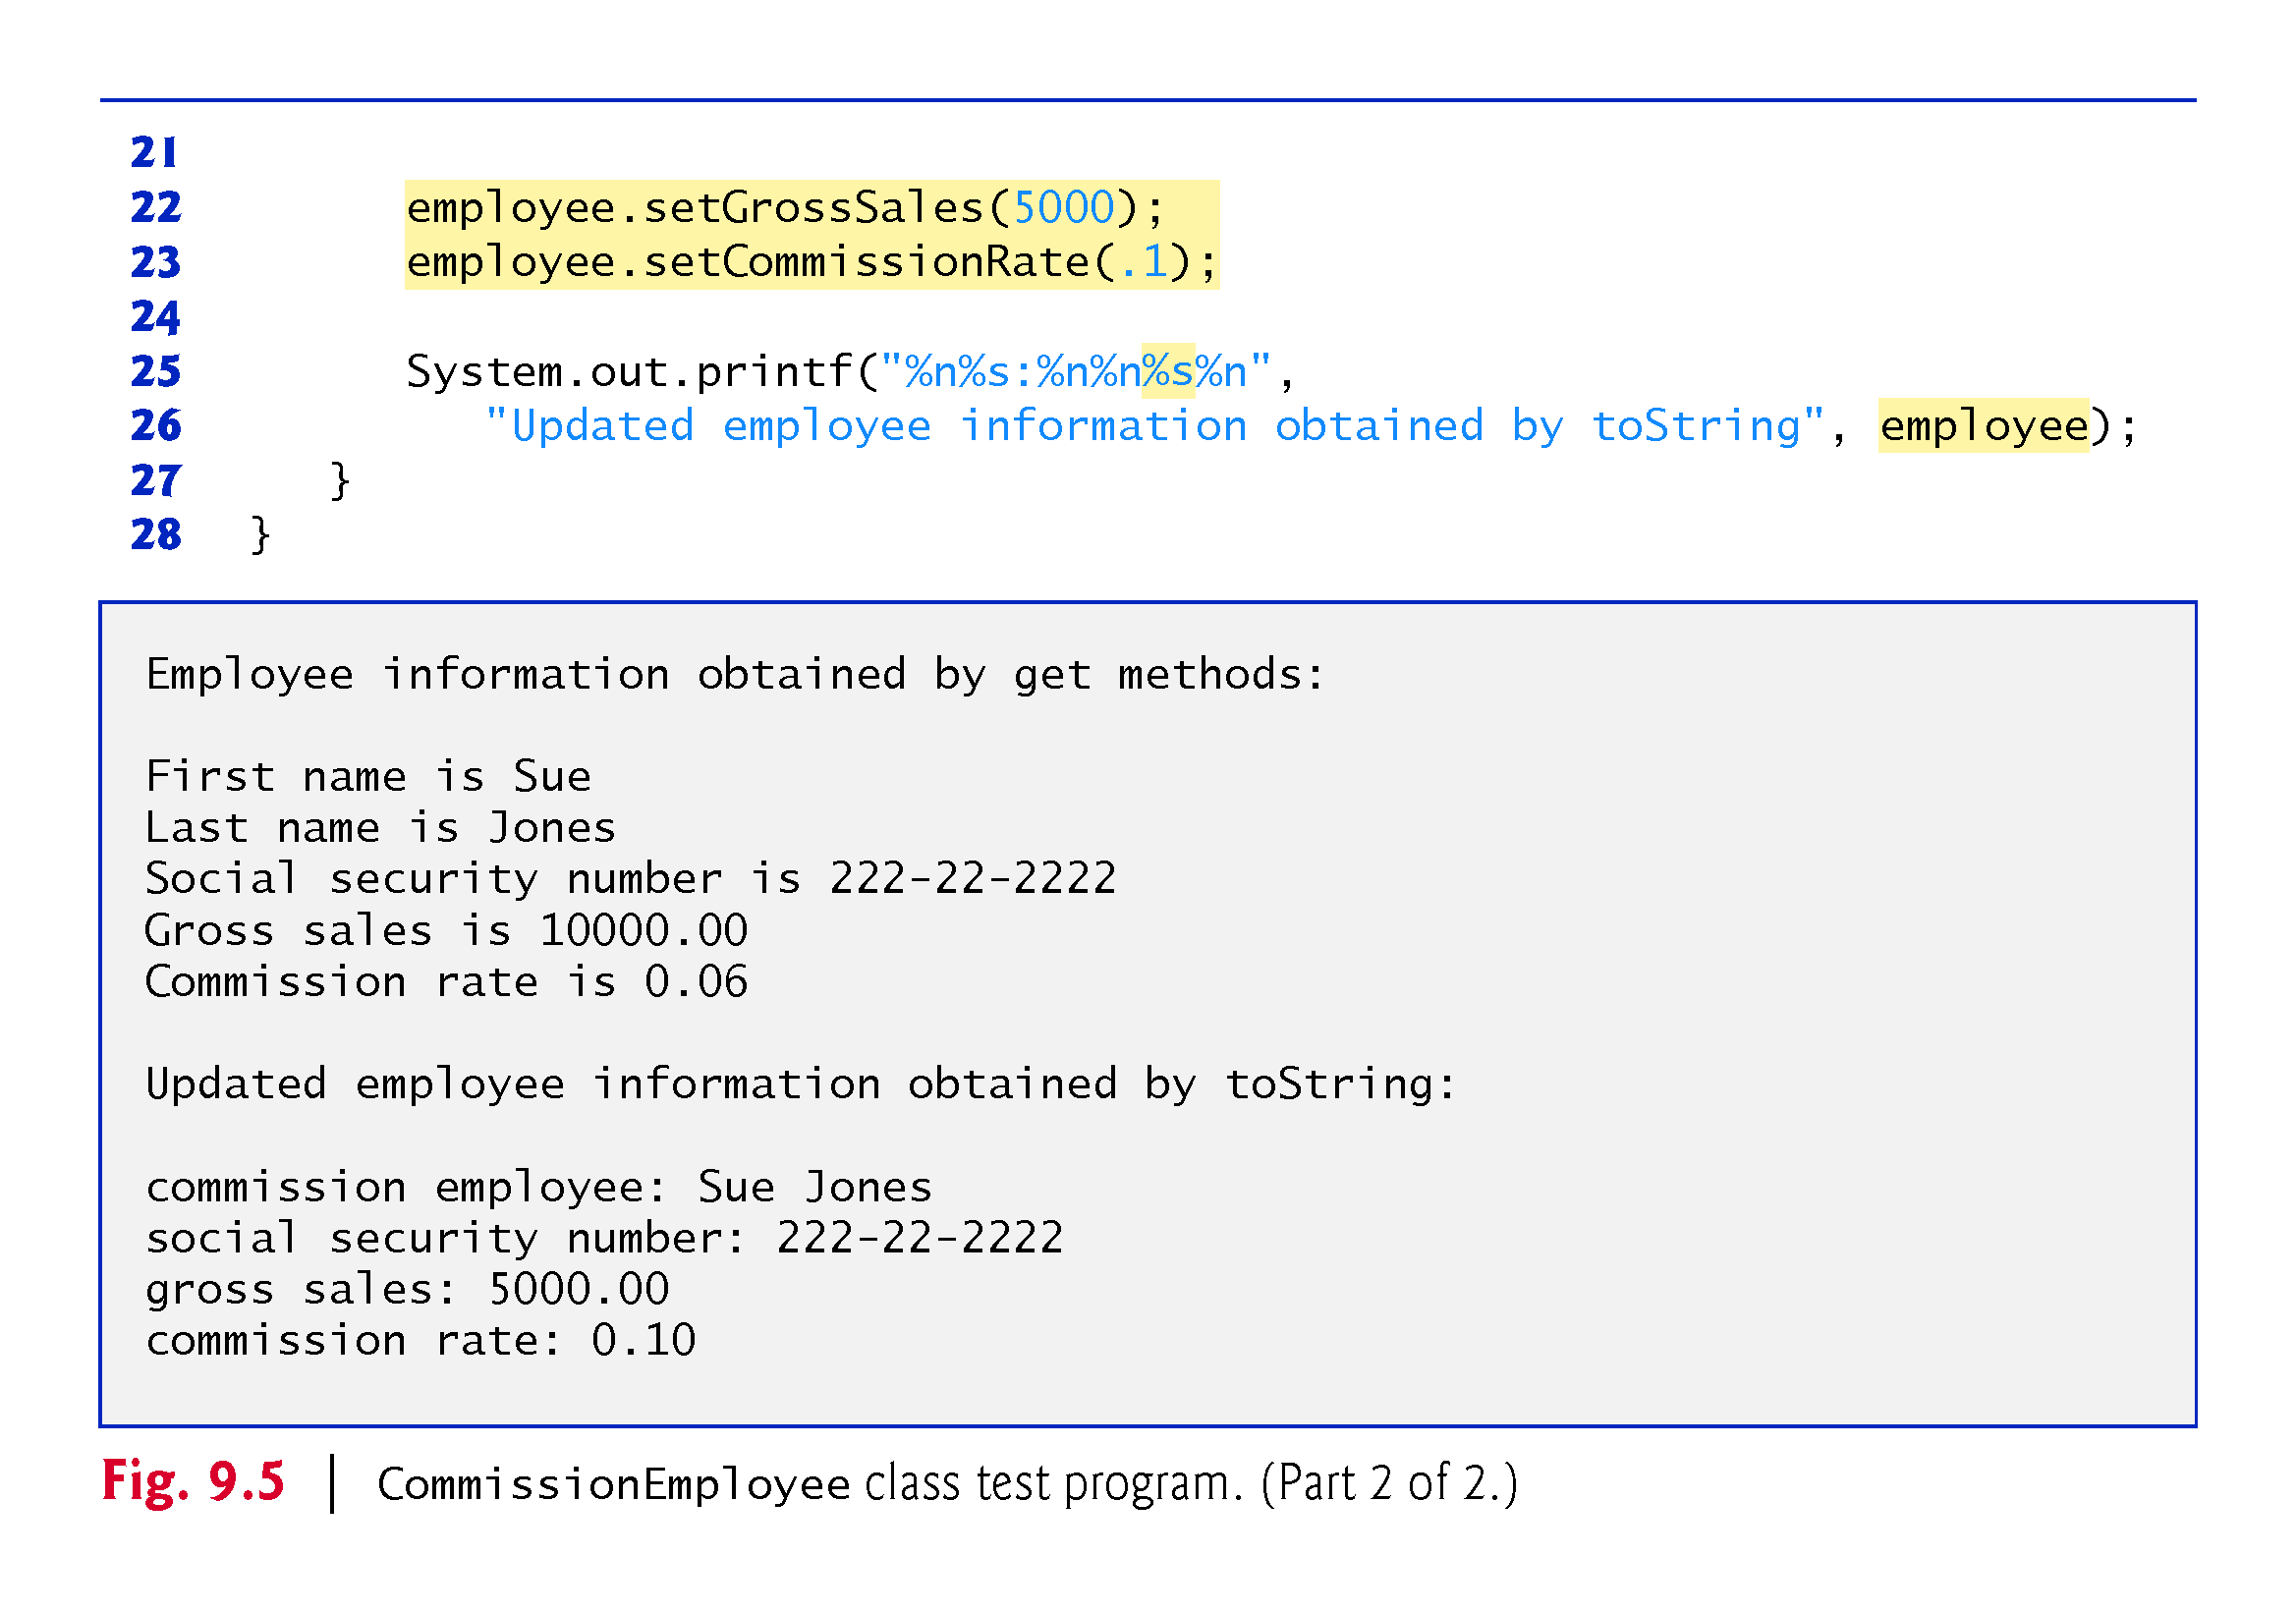 21
22 employee.setGrossSales(5000);
23 employee.setCommissionRate(.1);
24
25 System.out.printf("%n%s:%n%n%s%n",
26 "Updated employee information obtained by toString", employee);
27 }
28 }
Employee information obtained by get methods:
First name is Sue
Last name is Jones
Social security number is 222-22-2222
Gross sales is 10000.00
Commission rate is 0.06
Updated employee information obtained by toString:
commission employee: Sue Jones
social security number: 222-22-2222
gross sales: 5000.00
commission rate: 0.10
Fig. 9.5 | CommissionEmployee class test program. (Part 2 of 2.)